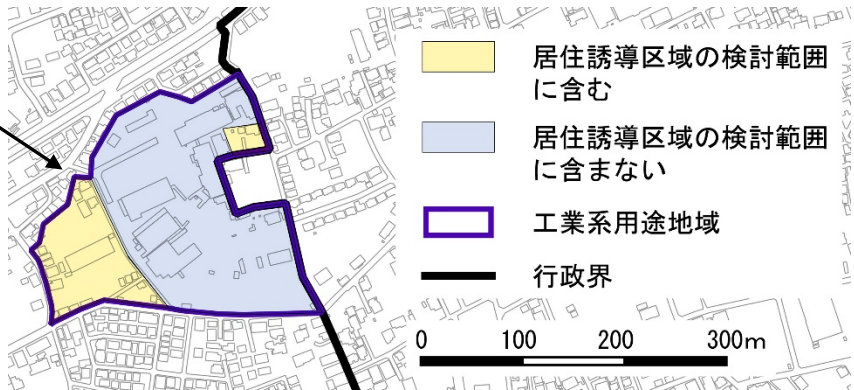 居住誘導区域の検討範囲
に含む
居住誘導区域の検討範囲
に含まない
工業系用途地域
行政界
0 100 200 300m